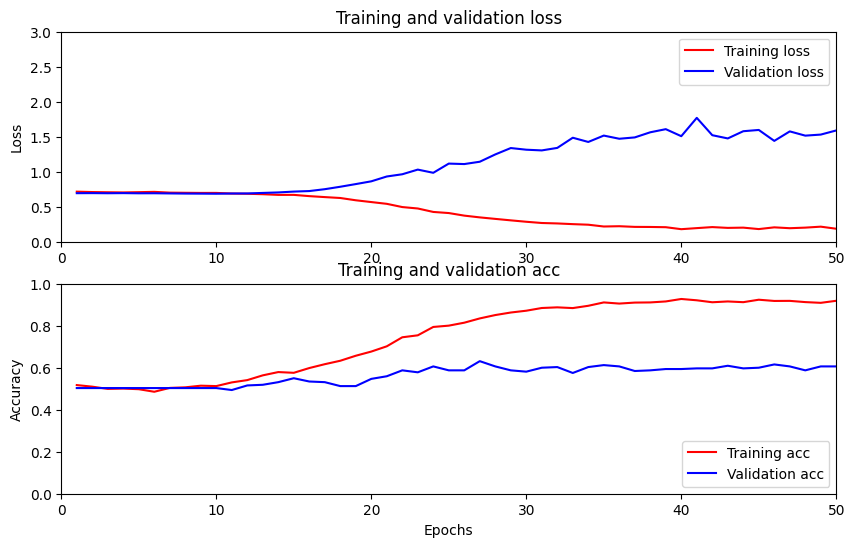 Training and validation loss
3.0
2.5
2.0
1.5
1.0
0.5
0.0
Loss
Training loss
Validation loss
0 10 20 30 40 50
Training and validation acc
1.0
0.8
0.6
0.4
0.2
0.0
Accuracy
Training acc
Validation acc
0 10 20 30 40 50
Epochs